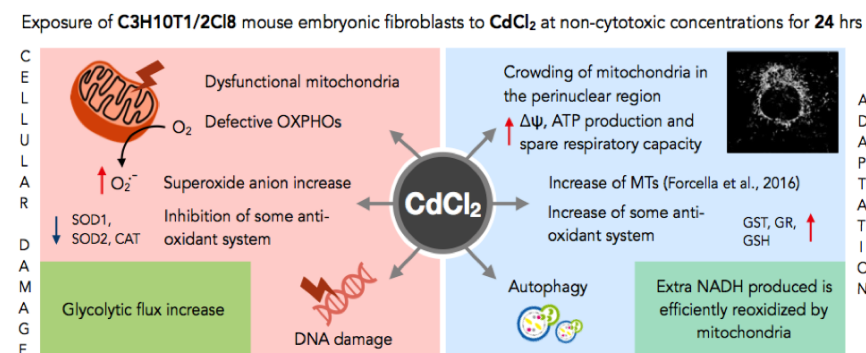 Exposure of C3H10T1/2Cl8 mouse embryonic fibroblasts to CdCl₂ at non-cytotoxic concentrations for 24 hrs
CELLULAR DAMAGE
Dysfunctional mitochondria
O₂
Defective OXPHOs
O₂·⁻
Superoxide anion increase
SOD1,
SOD2, CAT
Inhibition of some anti-
oxidant system
Glycolytic flux increase
DNA damage
CdCl₂
Crowding of mitochondria in
the perinuclear region
Δψ, ATP production and
spare respiratory capacity
Increase of MTs (Forcella et al., 2016)
Increase of some anti-
oxidant system
GST, GR,
GSH
Autophagy
Extra NADH produced is
efficiently reoxidized by
mitochondria
ADAPTATION